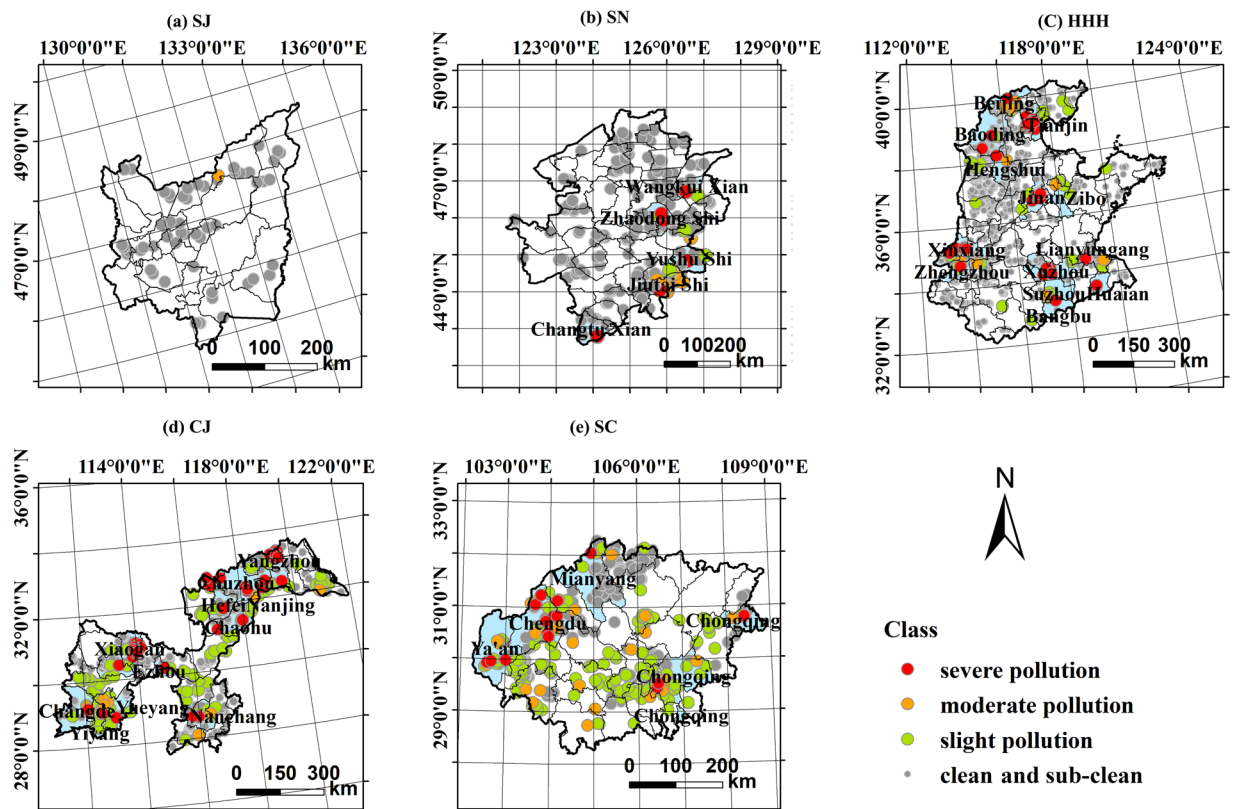 (a) SJ
130°0'0"E 133°0'0"E 136°0'0"E
49°0'0"N
47°0'0"N
0 100 200
km
(b) SN
123°0'0"E 126°0'0"E 129°0'0"E
50°0'0"N
47°0'0"N
44°0'0"N
Wangkui Xian
Zhaodong Shi
Yushu Shi
Jiutai Shi
Changtu Xian
0 100200
km
(C) HHH
112°0'0"E 118°0'0"E 124°0'0"E
40°0'0"N
36°0'0"N
32°0'0"N
Beijing
Tianjin
Baoding
Hengshui
Jinan Zibo
Xinxiang
Lianyungang
Zhengzhou
Xuzhou
Suzhou Huaian
Bangbu
0 150 300
km
(d) CJ
114°0'0"E 118°0'0"E 122°0'0"E
36°0'0"N
32°0'0"N
28°0'0"N
Yangzhou
Chuzhou
Hefei Nanjing
Chaohu
Xiaogan
Ezhou
Changde Yueyang
Nanchang
Yiyang
0 150 300
km
(e) SC
103°0'0"E 106°0'0"E 109°0'0"E
33°0'0"N
31°0'0"N
29°0'0"N
Mianyang
Chengdu
Chongqing
Ya'an
Chongqing
Chongqing
0 100 200
km
N
Class
severe pollution
moderate pollution
slight pollution
clean and sub-clean